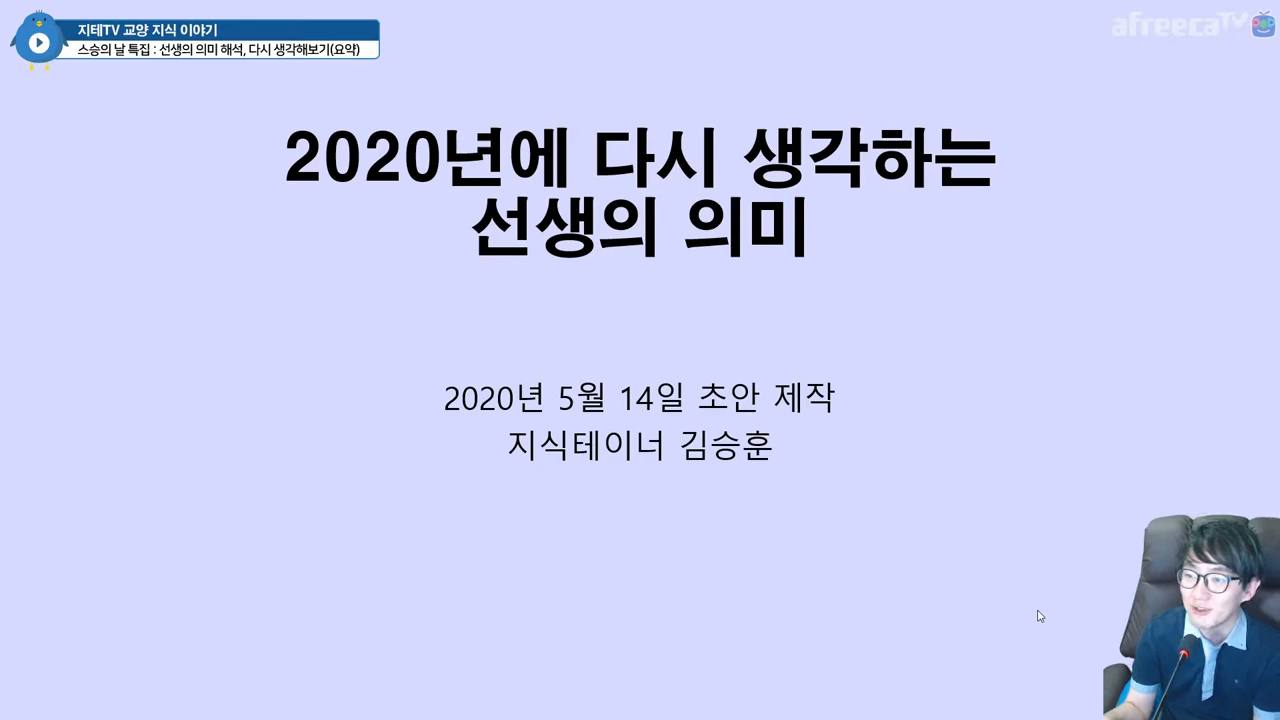 지테TV 교양 지식 이야기
스승의 날 특집 : 선생의 의미 해석, 다시 생각해보기(요약)
afreecaTV
2020년에 다시 생각하는
선생의 의미
2020년 5월 14일 초안 제작
지식테이너 김승훈